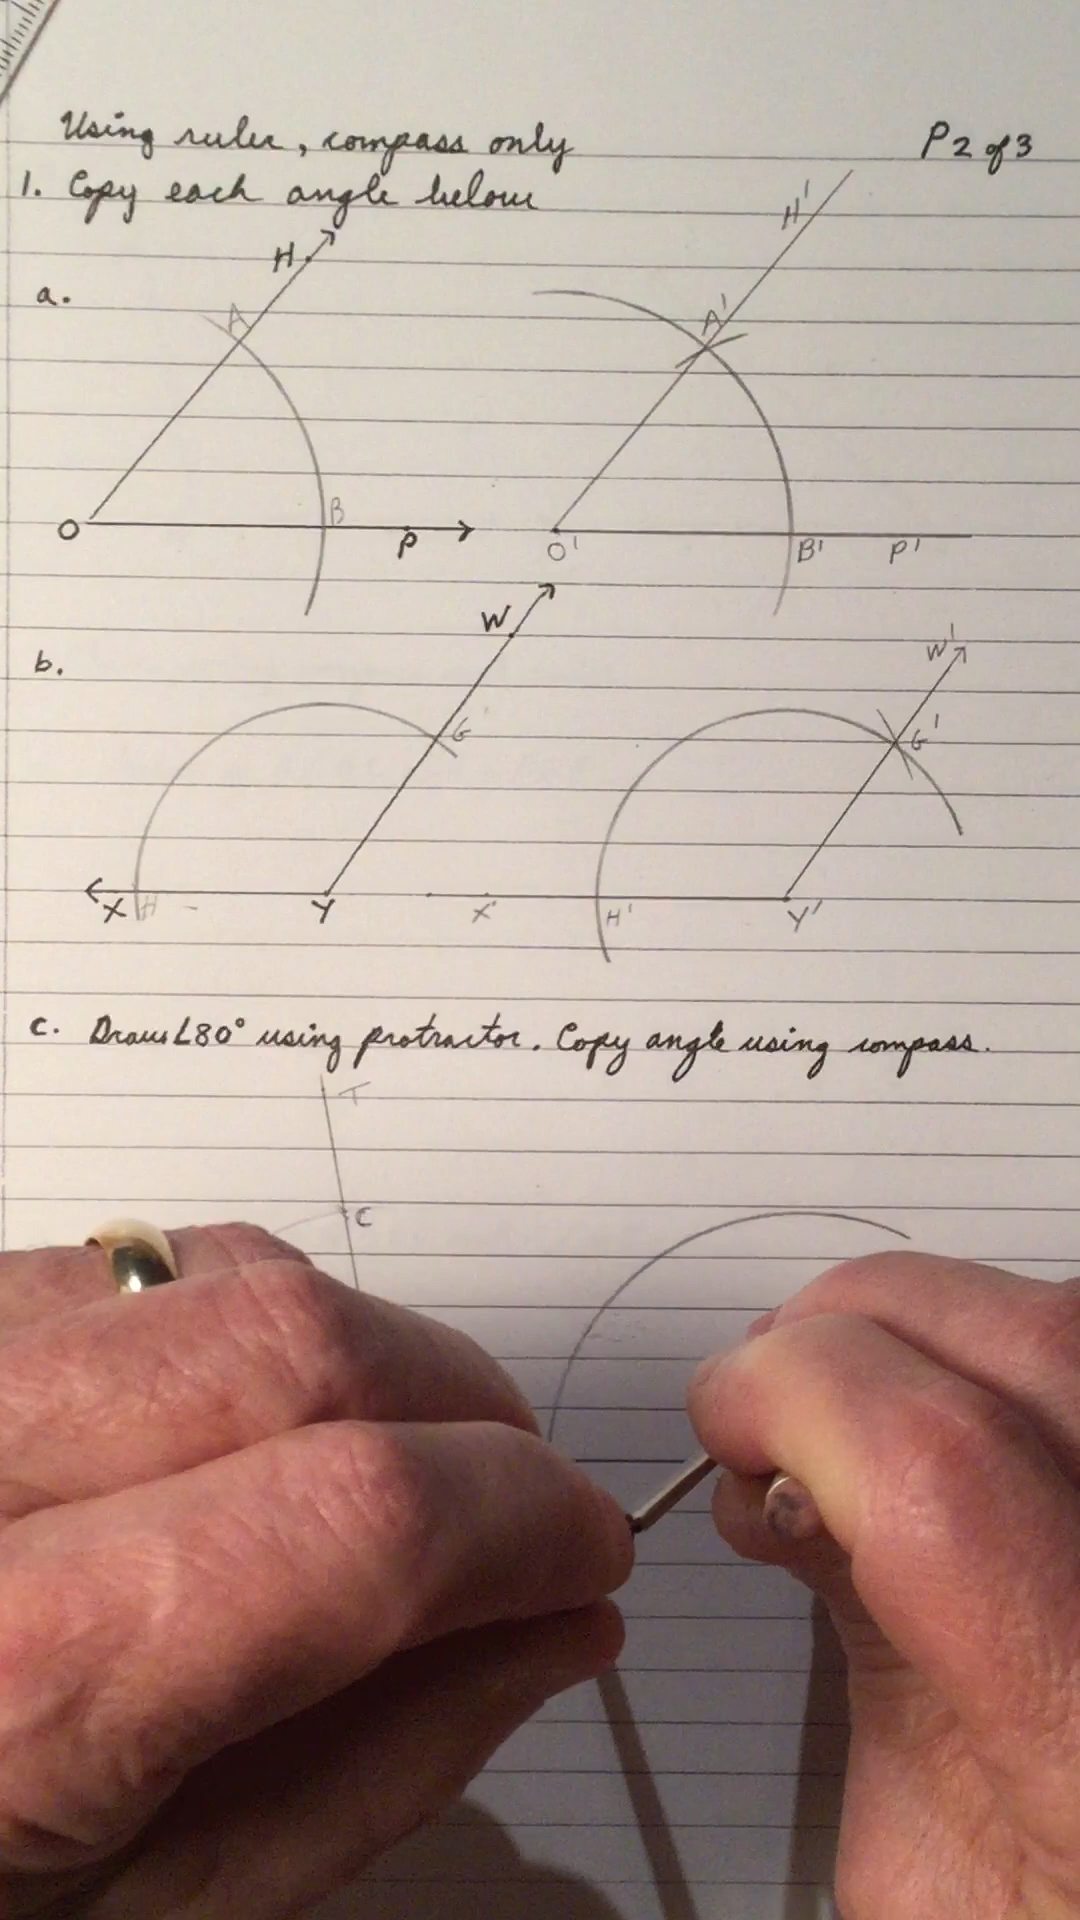 Using ruler, compass only
P 2 of 3
1. Copy each angle below
H'
H
a.
A
A'
B
O
P
O'
B'
P'
W
b.
W'
G
G'
X
H
Y
X'
H'
Y'
c. Draw ∠80° using protractor. Copy angle using compass.
T
C